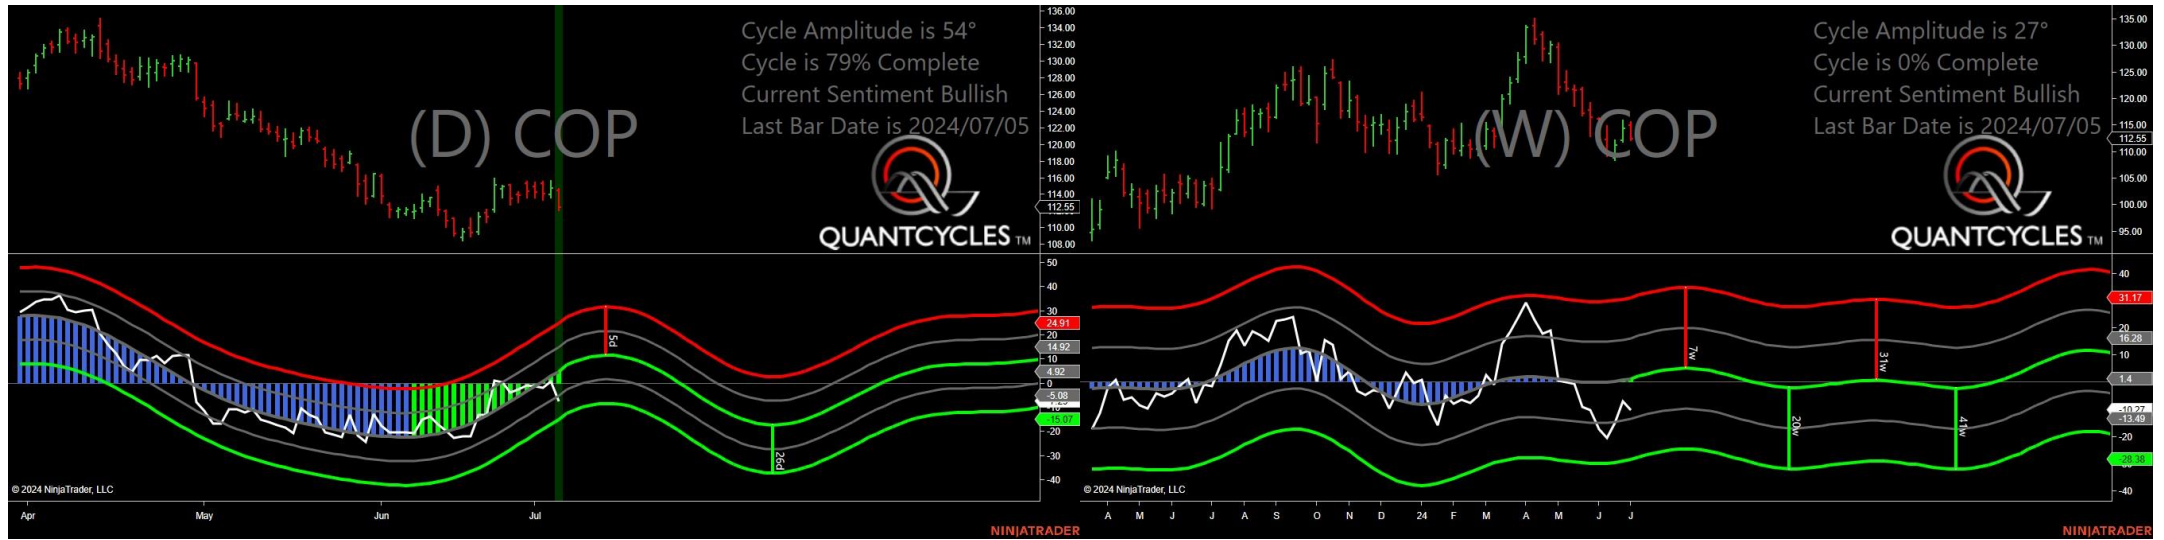 Cycle Amplitude is 54°
Cycle is 79% Complete
Current Sentiment Bullish
Last Bar Date is 2024/07/05
(D) COP
QUANTCYCLES TM
136.00
134.00
132.00
130.00
128.00
126.00
124.00
122.00
120.00
118.00
116.00
114.00
112.55
110.00
108.00
50
40
30
24.91
20
14.92
10
4.92
0
-5.08
-15.07
-20
-30
-40
5d
26d
© 2024 NinjaTrader, LLC
Apr May Jun Jul
NINJATRADER
Cycle Amplitude is 27°
Cycle is 0% Complete
Current Sentiment Bullish
Last Bar Date is 2024/07/05
(W) COP
QUANTCYCLES TM
135.00
130.00
125.00
120.00
115.00
112.55
110.00
105.00
100.00
95.00
40
31.17
20
16.28
10
1.4
-10.27
-13.49
-20
-28.38
-40
7w
31w
20w
41w
© 2024 NinjaTrader, LLC
A M J J A S O N D 24 F M A M J J
NINJATRADER